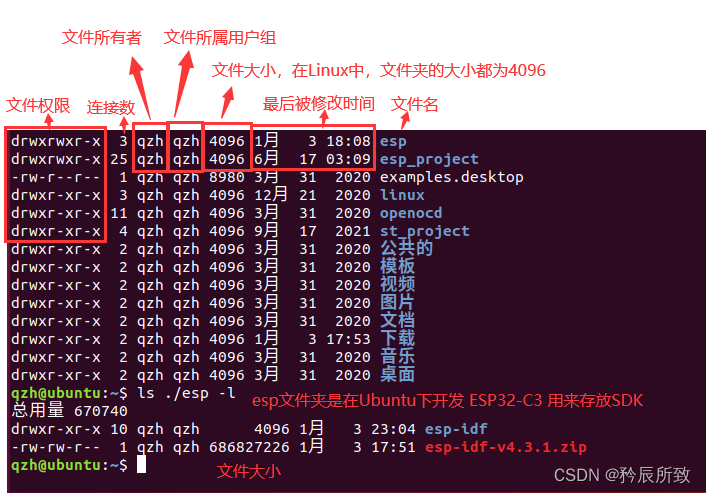 文件所有者 文件所属用户组
文件大小，在Linux中，文件夹的大小都为4096
文件权限 连接数 最后被修改时间 文件名
drwxrwxr-x 3 qzh qzh 4096 1月 3 18:08 esp
drwxrwxr-x 25 qzh qzh 4096 6月 17 03:09 esp_project
-rw-r--r-- 1 qzh qzh 8980 3月 31 2020 examples.desktop
drwxr-xr-x 3 qzh qzh 4096 12月 21 2020 linux
drwxr-xr-x 11 qzh qzh 4096 3月 31 2020 openocd
drwxr-xr-x 4 qzh qzh 4096 9月 17 2021 st_project
drwxr-xr-x 2 qzh qzh 4096 3月 31 2020 公共的
drwxr-xr-x 2 qzh qzh 4096 3月 31 2020 模板
drwxr-xr-x 2 qzh qzh 4096 3月 31 2020 视频
drwxr-xr-x 2 qzh qzh 4096 3月 31 2020 图片
drwxr-xr-x 2 qzh qzh 4096 3月 31 2020 文档
drwxr-xr-x 2 qzh qzh 4096 1月 3 17:53 下载
drwxr-xr-x 2 qzh qzh 4096 3月 31 2020 音乐
drwxr-xr-x 2 qzh qzh 4096 3月 31 2020 桌面
qzh@ubuntu:~$ ls ./esp -l
esp文件夹是在Ubuntu下开发 ESP32-C3 用来存放SDK
总用量 670740
drwxr-xr-x 10 qzh qzh 4096 1月 3 23:04 esp-idf
-rw-rw-r-- 1 qzh qzh 686827226 1月 3 17:51 esp-idf-v4.3.1.zip
qzh@ubuntu:~$
文件大小
CSDN @矜辰所致